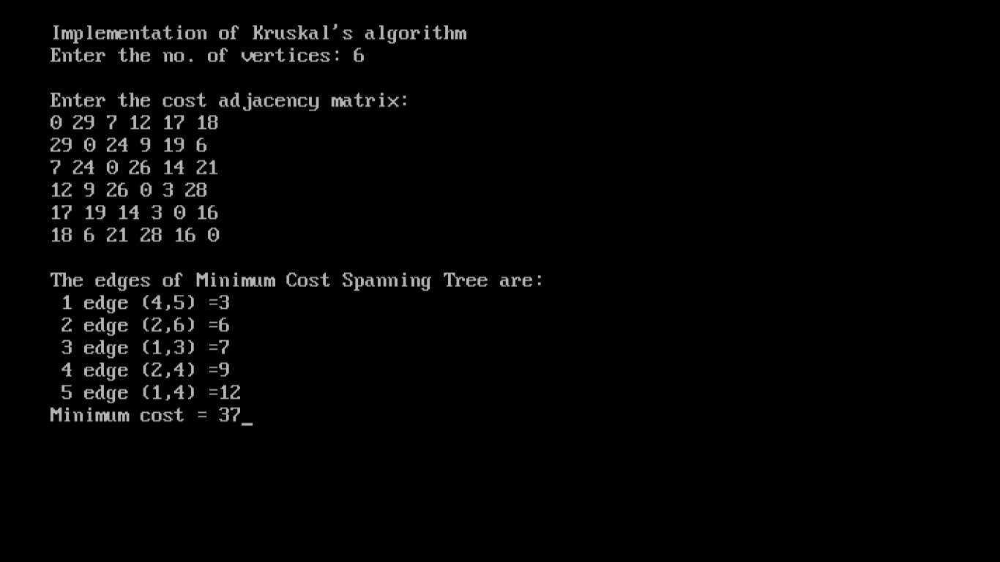 Implementation of Kruskal's algorithm
Enter the no. of vertices: 6
Enter the cost adjacency matrix:
0 29 7 12 17 18
29 0 24 9 19 6
7 24 0 26 14 21
12 9 26 0 3 28
17 19 14 3 0 16
18 6 21 28 16 0
The edges of Minimum Cost Spanning Tree are:
1 edge (4,5) =3
2 edge (2,6) =6
3 edge (1,3) =7
4 edge (2,4) =9
5 edge (1,4) =12
Minimum cost = 37_